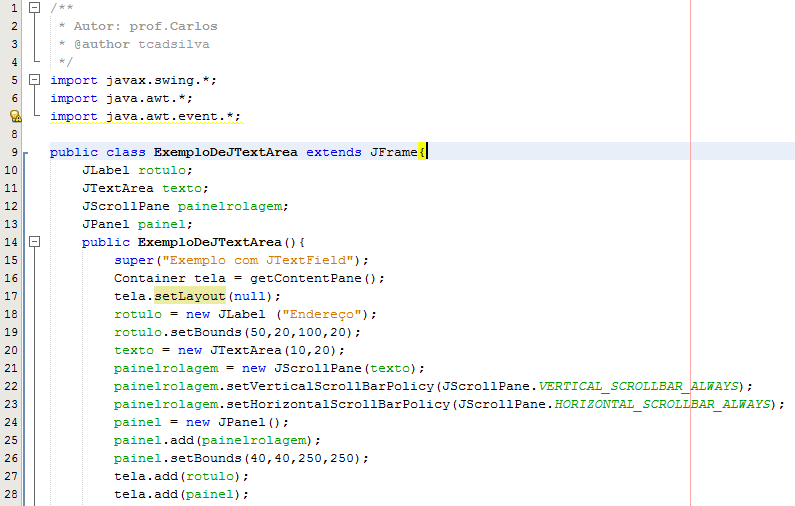 1 /**
2  * Autor: prof.Carlos
3  * @author tcadsilva
4  */
5 import javax.swing.*;
6 import java.awt.*;
import java.awt.event.*;
8
9 public class ExemploDeJTextArea extends JFrame{
10     JLabel rotulo;
11     JTextArea texto;
12     JScrollPane painelrolagem;
13     JPanel painel;
14     public ExemploDeJTextArea(){
15         super("Exemplo com JTextField");
16         Container tela = getContentPane();
17         tela.setLayout(null);
18         rotulo = new JLabel ("Endereço");
19         rotulo.setBounds(50,20,100,20);
20         texto = new JTextArea(10,20);
21         painelrolagem = new JScrollPane(texto);
22         painelrolagem.setVerticalScrollBarPolicy(JScrollPane.VERTICAL_SCROLLBAR_ALWAYS);
23         painelrolagem.setHorizontalScrollBarPolicy(JScrollPane.HORIZONTAL_SCROLLBAR_ALWAYS);
24         painel = new JPanel();
25         painel.add(painelrolagem);
26         painel.setBounds(40,40,250,250);
27         tela.add(rotulo);
28         tela.add(painel);